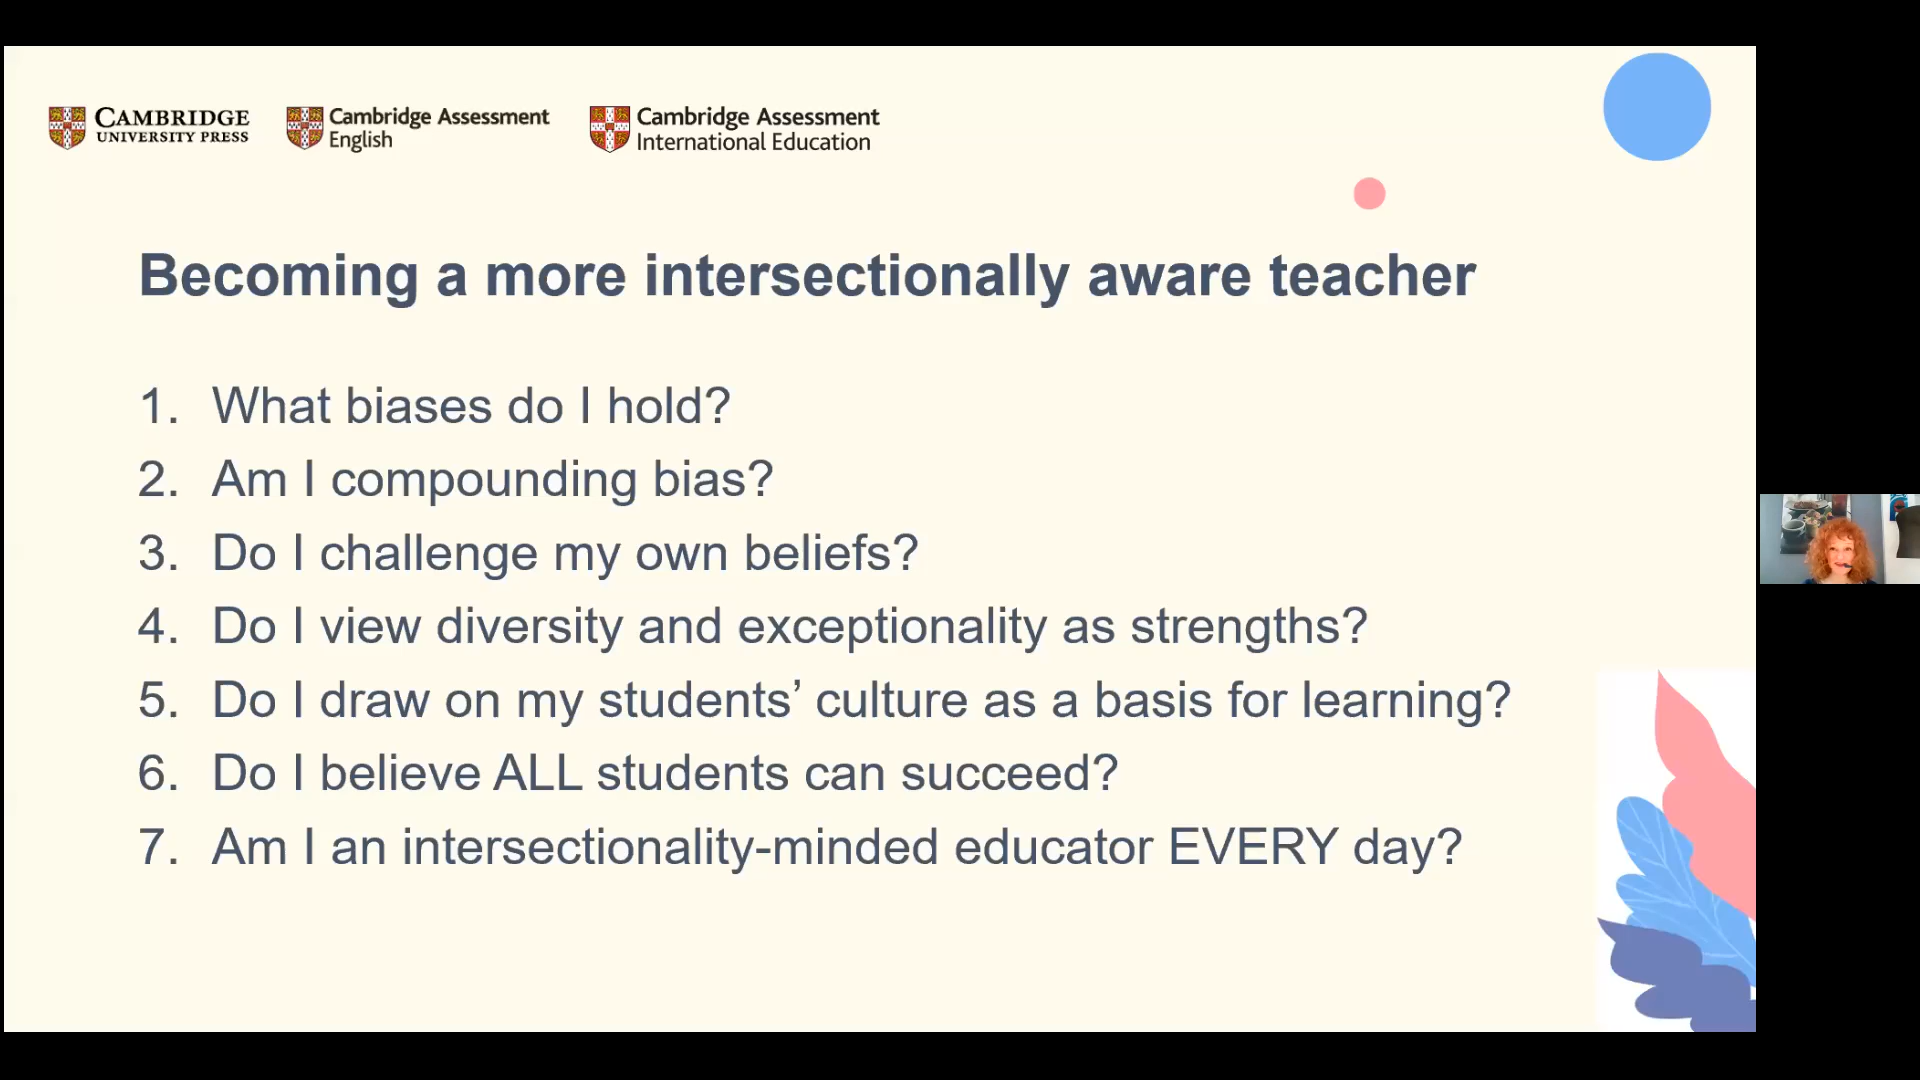 CAMBRIDGE
UNIVERSITY PRESS
Cambridge Assessment
English
Cambridge Assessment
International Education
Becoming a more intersectionally aware teacher
1. What biases do I hold?
2. Am I compounding bias?
3. Do I challenge my own beliefs?
4. Do I view diversity and exceptionality as strengths?
5. Do I draw on my students’ culture as a basis for learning?
6. Do I believe ALL students can succeed?
7. Am I an intersectionality-minded educator EVERY day?